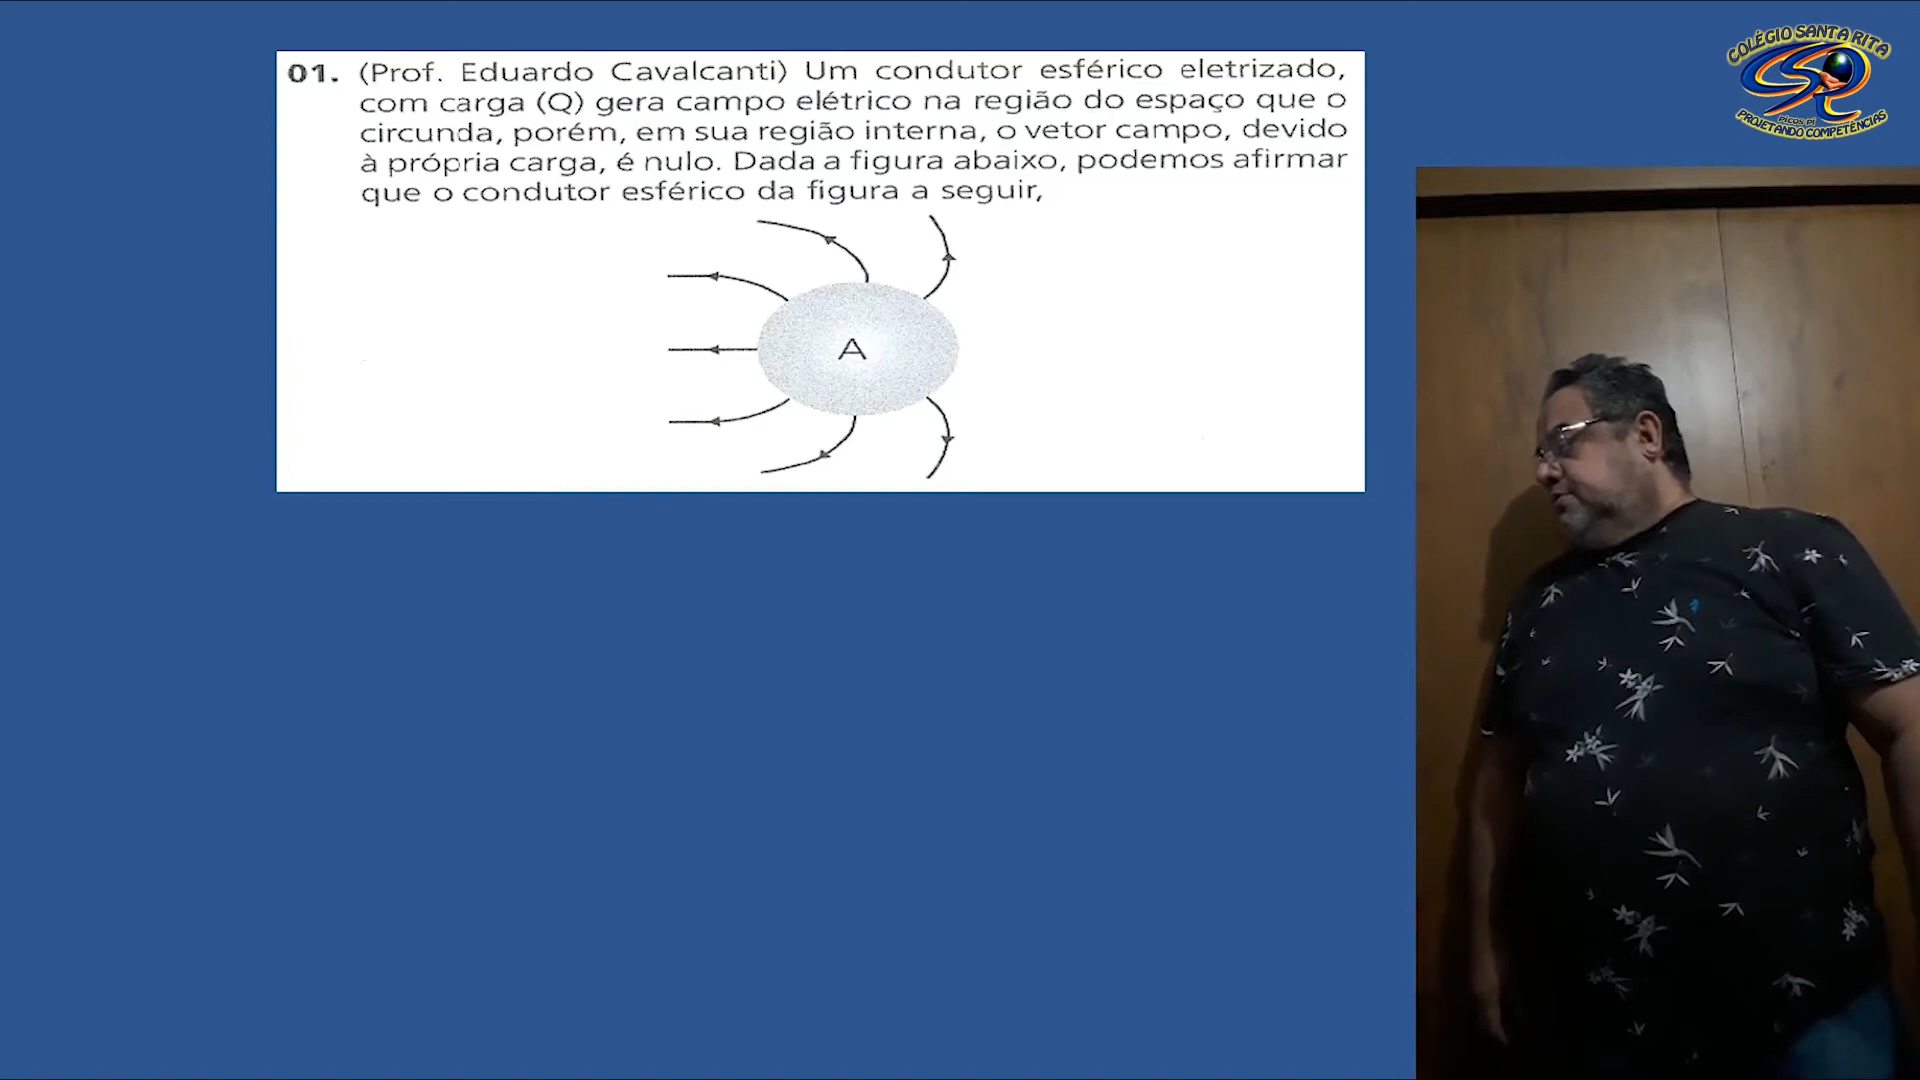 COLÉGIO SANTA RITA
Picos PI
PROJETANDO COMPETÊNCIAS
01. (Prof. Eduardo Cavalcanti) Um condutor esférico eletrizado,
com carga (Q) gera campo elétrico na região do espaço que o
circunda, porém, em sua região interna, o vetor campo, devido
à própria carga, é nulo. Dada a figura abaixo, podemos afirmar
que o condutor esférico da figura a seguir,
A